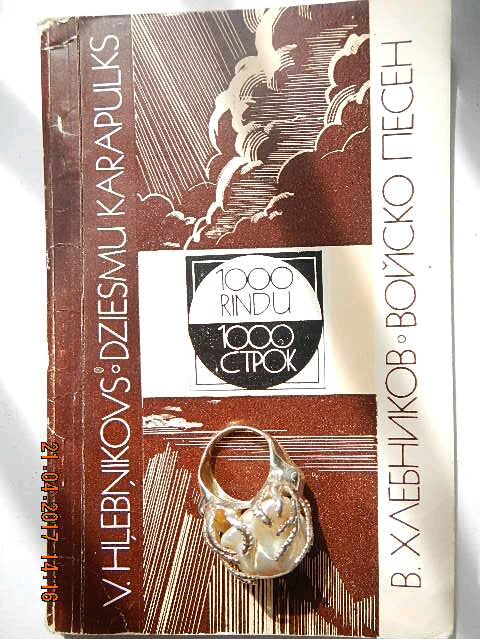 V. HĻEBŅIKOVS • DZIESMU KARAPULKS
1000
RINDU
1000
СТРОК
В. ХЛЕБНИКОВ • ВОЙСКО ПЕСЕН
21-04-2017 14:16